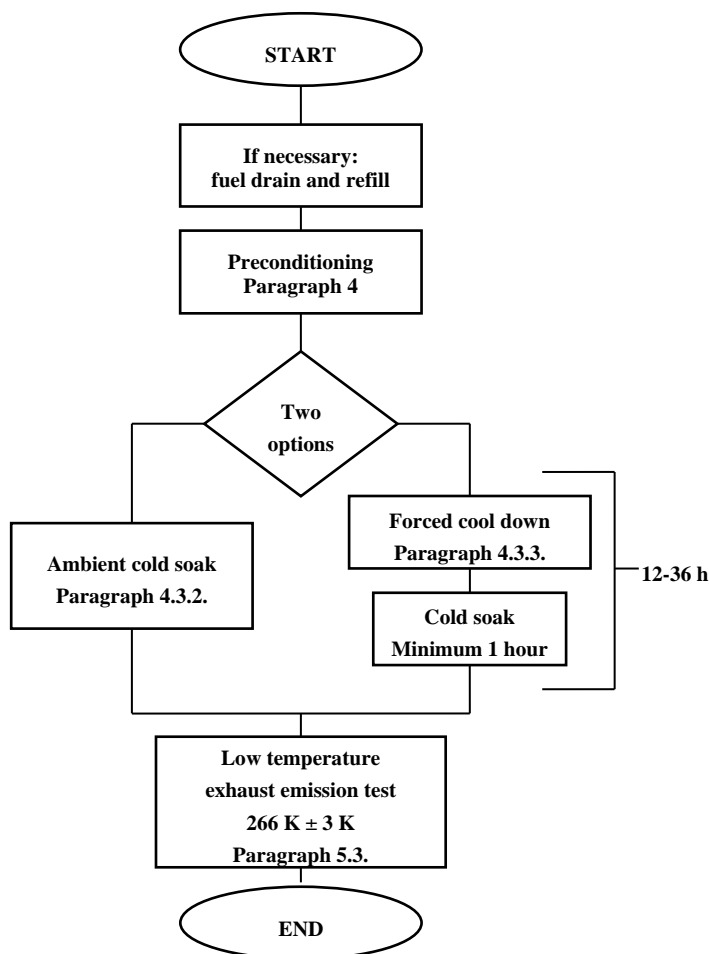 START
If necessary:
fuel drain and refill
Preconditioning
Paragraph 4
Two
options
Ambient cold soak
Paragraph 4.3.2.
Forced cool down
Paragraph 4.3.3.
Cold soak
Minimum 1 hour
12-36 h
Low temperature
exhaust emission test
266 K ± 3 K
Paragraph 5.3.
END